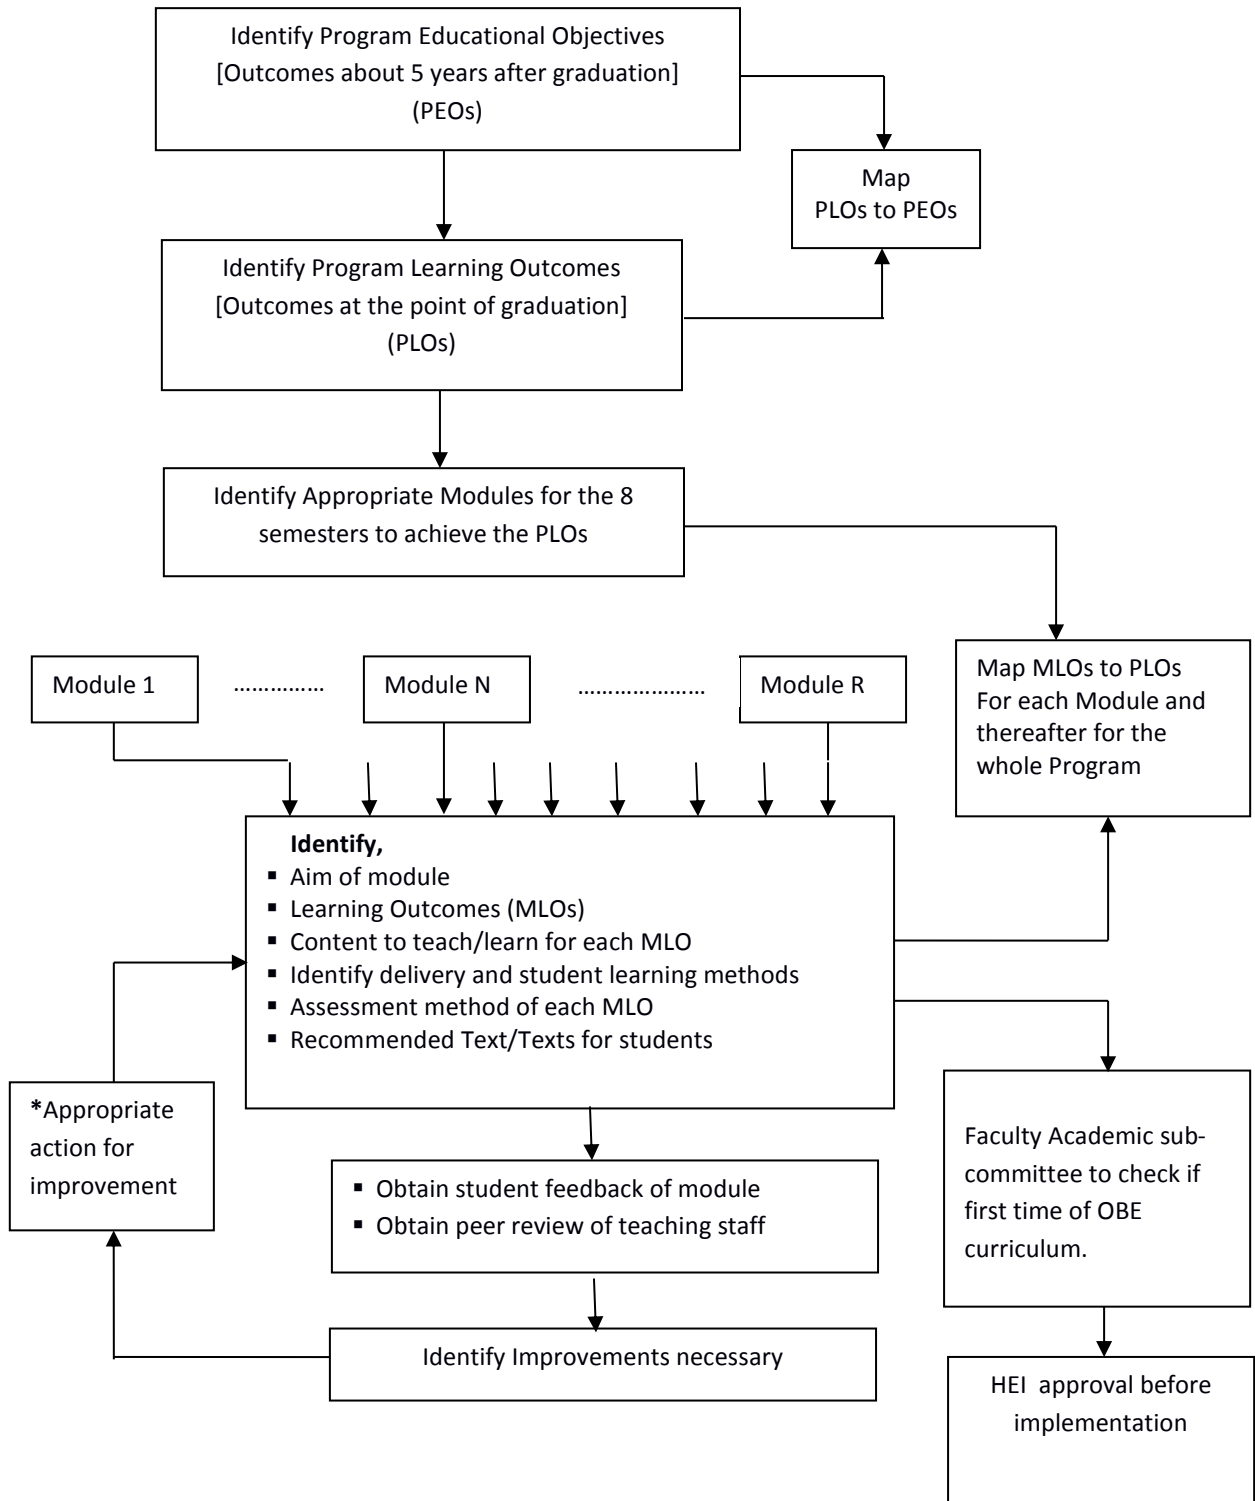 Identify Program Educational Objectives
[Outcomes about 5 years after graduation]
(PEOs)
Map
PLOs to PEOs
Identify Program Learning Outcomes
[Outcomes at the point of graduation]
(PLOs)
Identify Appropriate Modules for the 8
semesters to achieve the PLOs
Module 1
……………
Module N
…………………
Module R
Map MLOs to PLOs
For each Module and
thereafter for the
whole Program
Identify,
▪ Aim of module
▪ Learning Outcomes (MLOs)
▪ Content to teach/learn for each MLO
▪ Identify delivery and student learning methods
▪ Assessment method of each MLO
▪ Recommended Text/Texts for students
*Appropriate
action for
improvement
▪ Obtain student feedback of module
▪ Obtain peer review of teaching staff
Faculty Academic sub-
committee to check if
first time of OBE
curriculum.
Identify Improvements necessary
HEI approval before
implementation